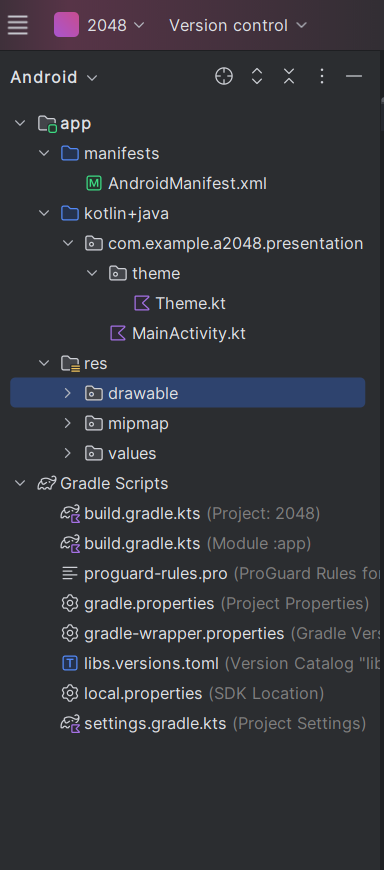 2048 Version control
Android
app
manifests
AndroidManifest.xml
kotlin+java
com.example.a2048.presentation
theme
Theme.kt
MainActivity.kt
res
drawable
mipmap
values
Gradle Scripts
build.gradle.kts (Project: 2048)
build.gradle.kts (Module :app)
proguard-rules.pro (ProGuard Rules fo
gradle.properties (Project Properties)
gradle-wrapper.properties (Gradle Vers
libs.versions.toml (Version Catalog "lib
local.properties (SDK Location)
settings.gradle.kts (Project Settings)